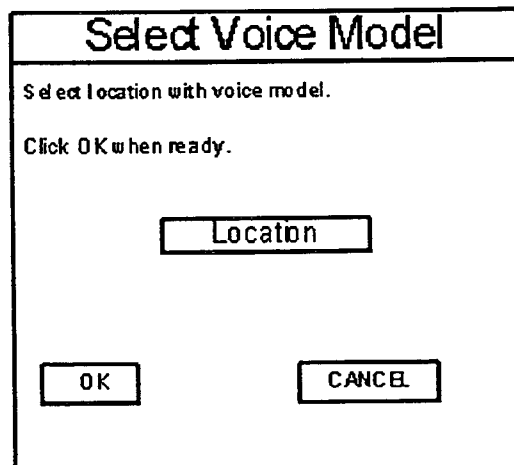 Select Voice Model
Select location with voice model.
Click OK when ready.
Location
OK
CANCEL